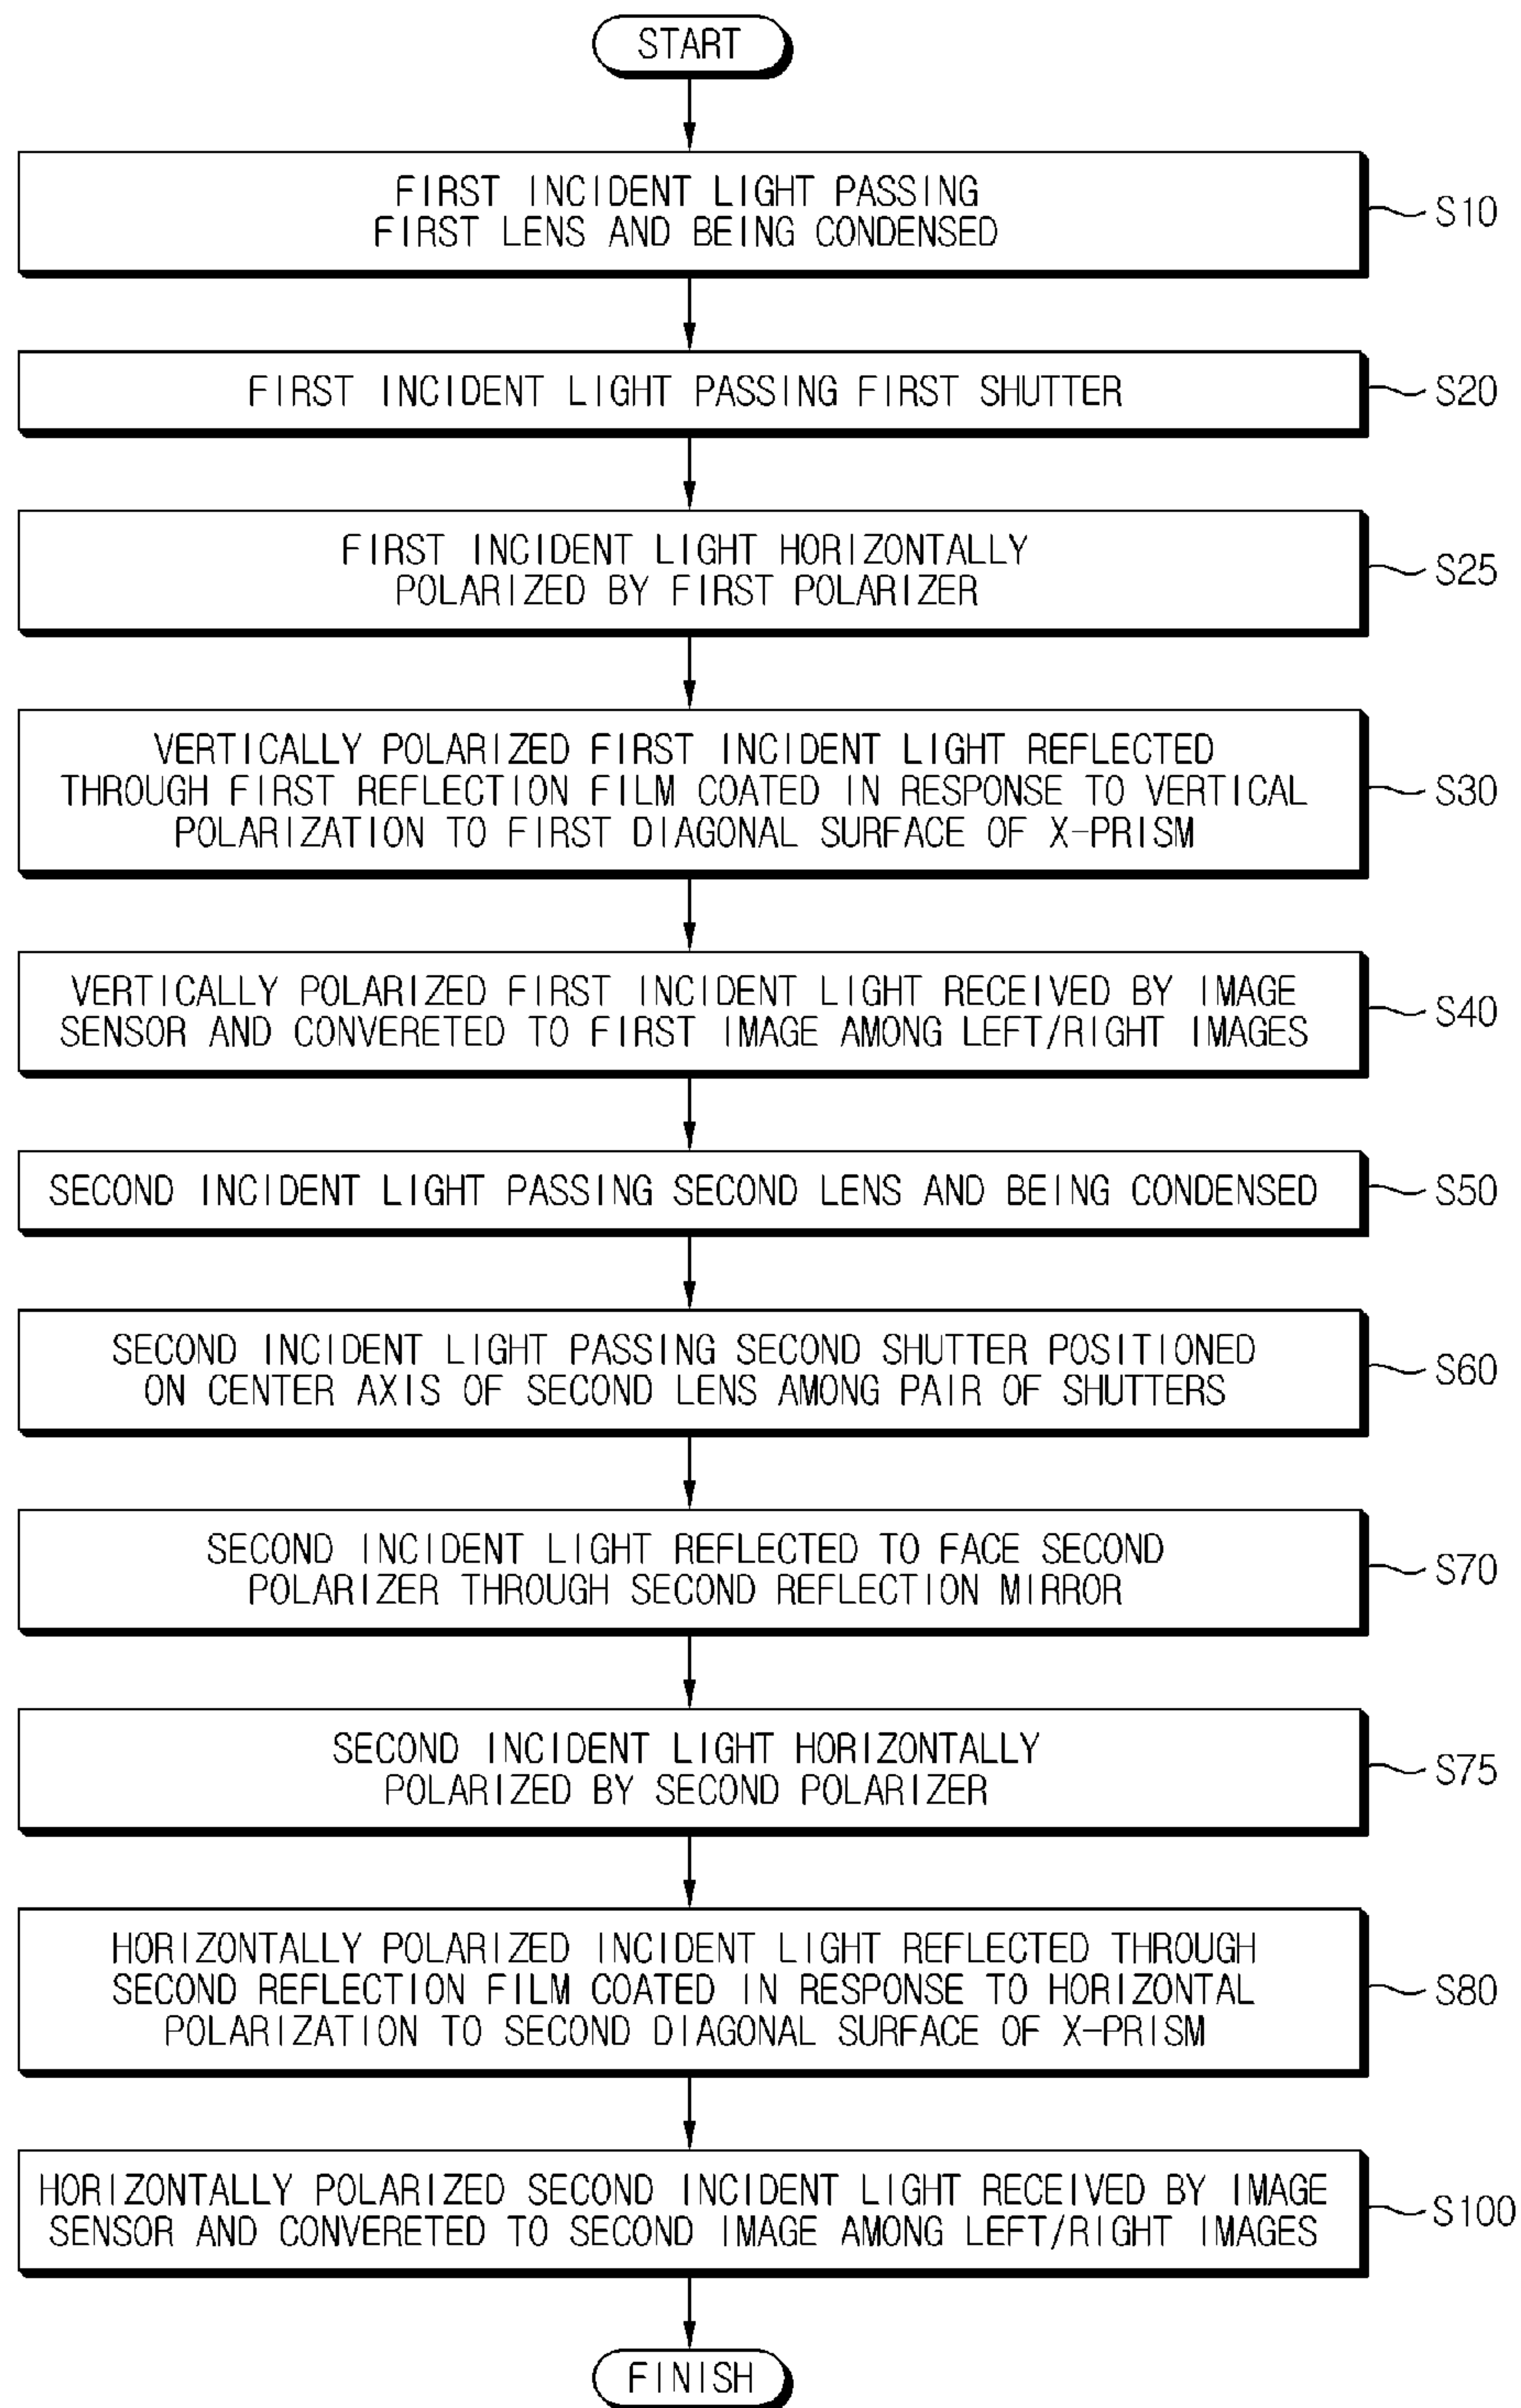 START
FIRST INCIDENT LIGHT PASSING
FIRST LENS AND BEING CONDENSED
S10
FIRST INCIDENT LIGHT PASSING FIRST SHUTTER
S20
FIRST INCIDENT LIGHT HORIZONTALLY
POLARIZED BY FIRST POLARIZER
S25
VERTICALLY POLARIZED FIRST INCIDENT LIGHT REFLECTED
THROUGH FIRST REFLECTION FILM COATED IN RESPONSE TO VERTICAL
POLARIZATION TO FIRST DIAGONAL SURFACE OF X-PRISM
S30
VERTICALLY POLARIZED FIRST INCIDENT LIGHT RECEIVED BY IMAGE
SENSOR AND CONVERETED TO FIRST IMAGE AMONG LEFT/RIGHT IMAGES
S40
SECOND INCIDENT LIGHT PASSING SECOND LENS AND BEING CONDENSED
S50
SECOND INCIDENT LIGHT PASSING SECOND SHUTTER POSITIONED
ON CENTER AXIS OF SECOND LENS AMONG PAIR OF SHUTTERS
S60
SECOND INCIDENT LIGHT REFLECTED TO FACE SECOND
POLARIZER THROUGH SECOND REFLECTION MIRROR
S70
SECOND INCIDENT LIGHT HORIZONTALLY
POLARIZED BY SECOND POLARIZER
S75
HORIZONTALLY POLARIZED INCIDENT LIGHT REFLECTED THROUGH
SECOND REFLECTION FILM COATED IN RESPONSE TO HORIZONTAL
POLARIZATION TO SECOND DIAGONAL SURFACE OF X-PRISM
S80
HORIZONTALLY POLARIZED SECOND INCIDENT LIGHT RECEIVED BY IMAGE
SENSOR AND CONVERETED TO SECOND IMAGE AMONG LEFT/RIGHT IMAGES
S100
FINISH